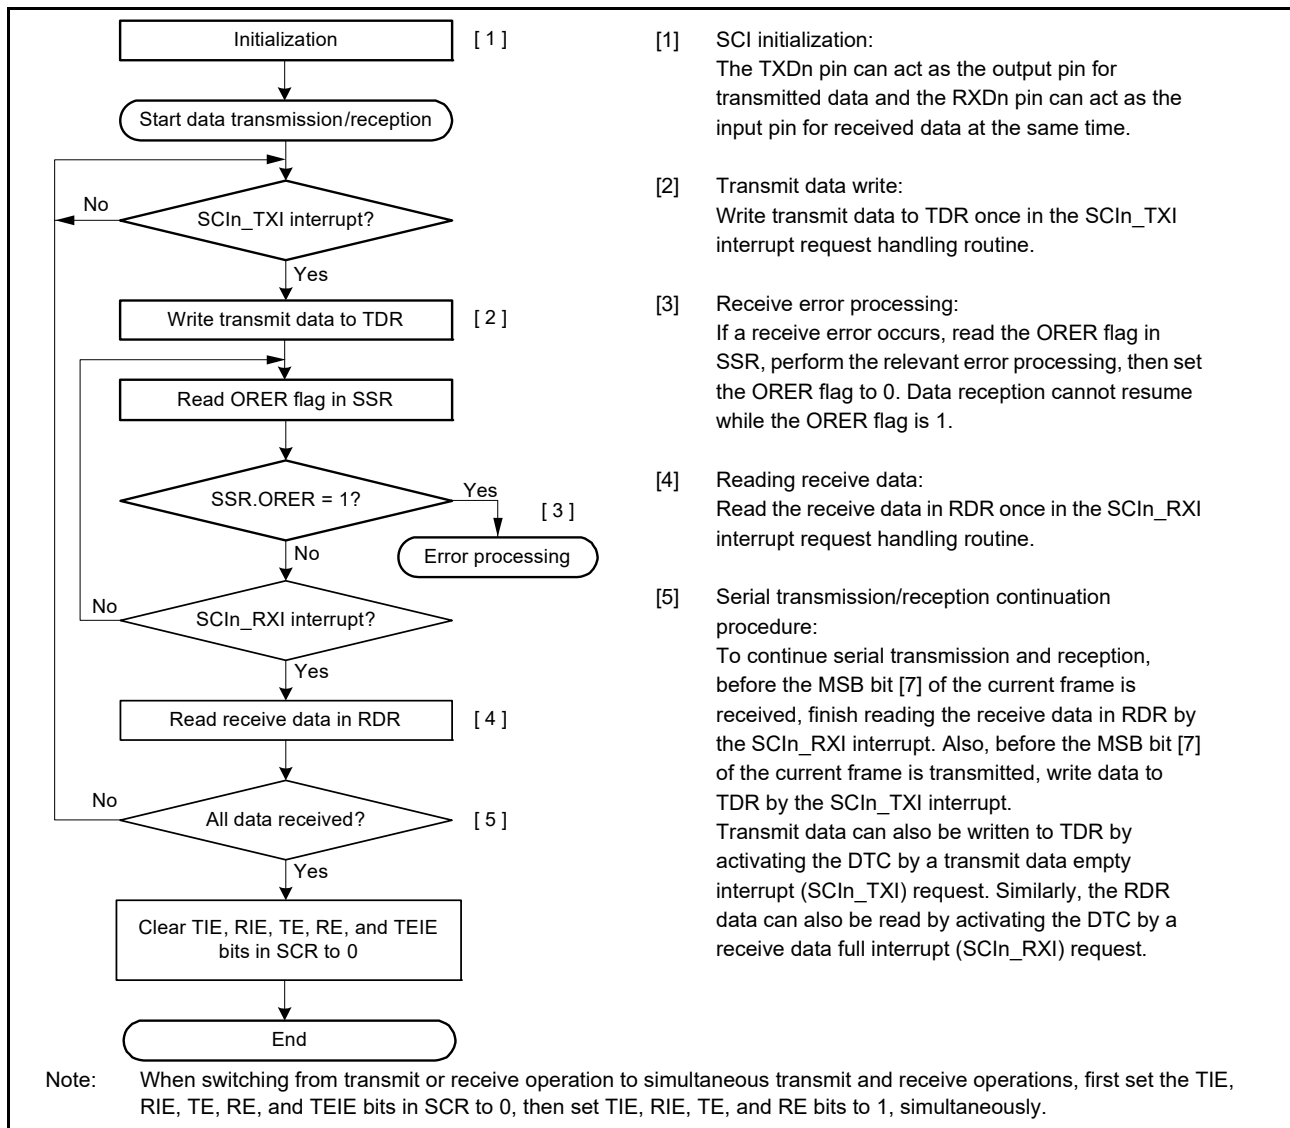 Initialization
[ 1 ]
Start data transmission/reception
No
SCIn_TXI interrupt?
Yes
Write transmit data to TDR
[ 2 ]
Read ORER flag in SSR
SSR.ORER = 1?
Yes
[ 3 ]
Error processing
No
No
SCIn_RXI interrupt?
Yes
Read receive data in RDR
[ 4 ]
No
All data received?
[ 5 ]
Yes
Clear TIE, RIE, TE, RE, and TEIE
bits in SCR to 0
End
[1] SCI initialization:
The TXDn pin can act as the output pin for
transmitted data and the RXDn pin can act as the
input pin for received data at the same time.
[2] Transmit data write:
Write transmit data to TDR once in the SCIn_TXI
interrupt request handling routine.
[3] Receive error processing:
If a receive error occurs, read the ORER flag in
SSR, perform the relevant error processing, then set
the ORER flag to 0. Data reception cannot resume
while the ORER flag is 1.
[4] Reading receive data:
Read the receive data in RDR once in the SCIn_RXI
interrupt request handling routine.
[5] Serial transmission/reception continuation
procedure:
To continue serial transmission and reception,
before the MSB bit [7] of the current frame is
received, finish reading the receive data in RDR by
the SCIn_RXI interrupt. Also, before the MSB bit [7]
of the current frame is transmitted, write data to
TDR by the SCIn_TXI interrupt.
Transmit data can also be written to TDR by
activating the DTC by a transmit data empty
interrupt (SCIn_TXI) request. Similarly, the RDR
data can also be read by activating the DTC by a
receive data full interrupt (SCIn_RXI) request.
Note: When switching from transmit or receive operation to simultaneous transmit and receive operations, first set the TIE,
RIE, TE, RE, and TEIE bits in SCR to 0, then set TIE, RIE, TE, and RE bits to 1, simultaneously.